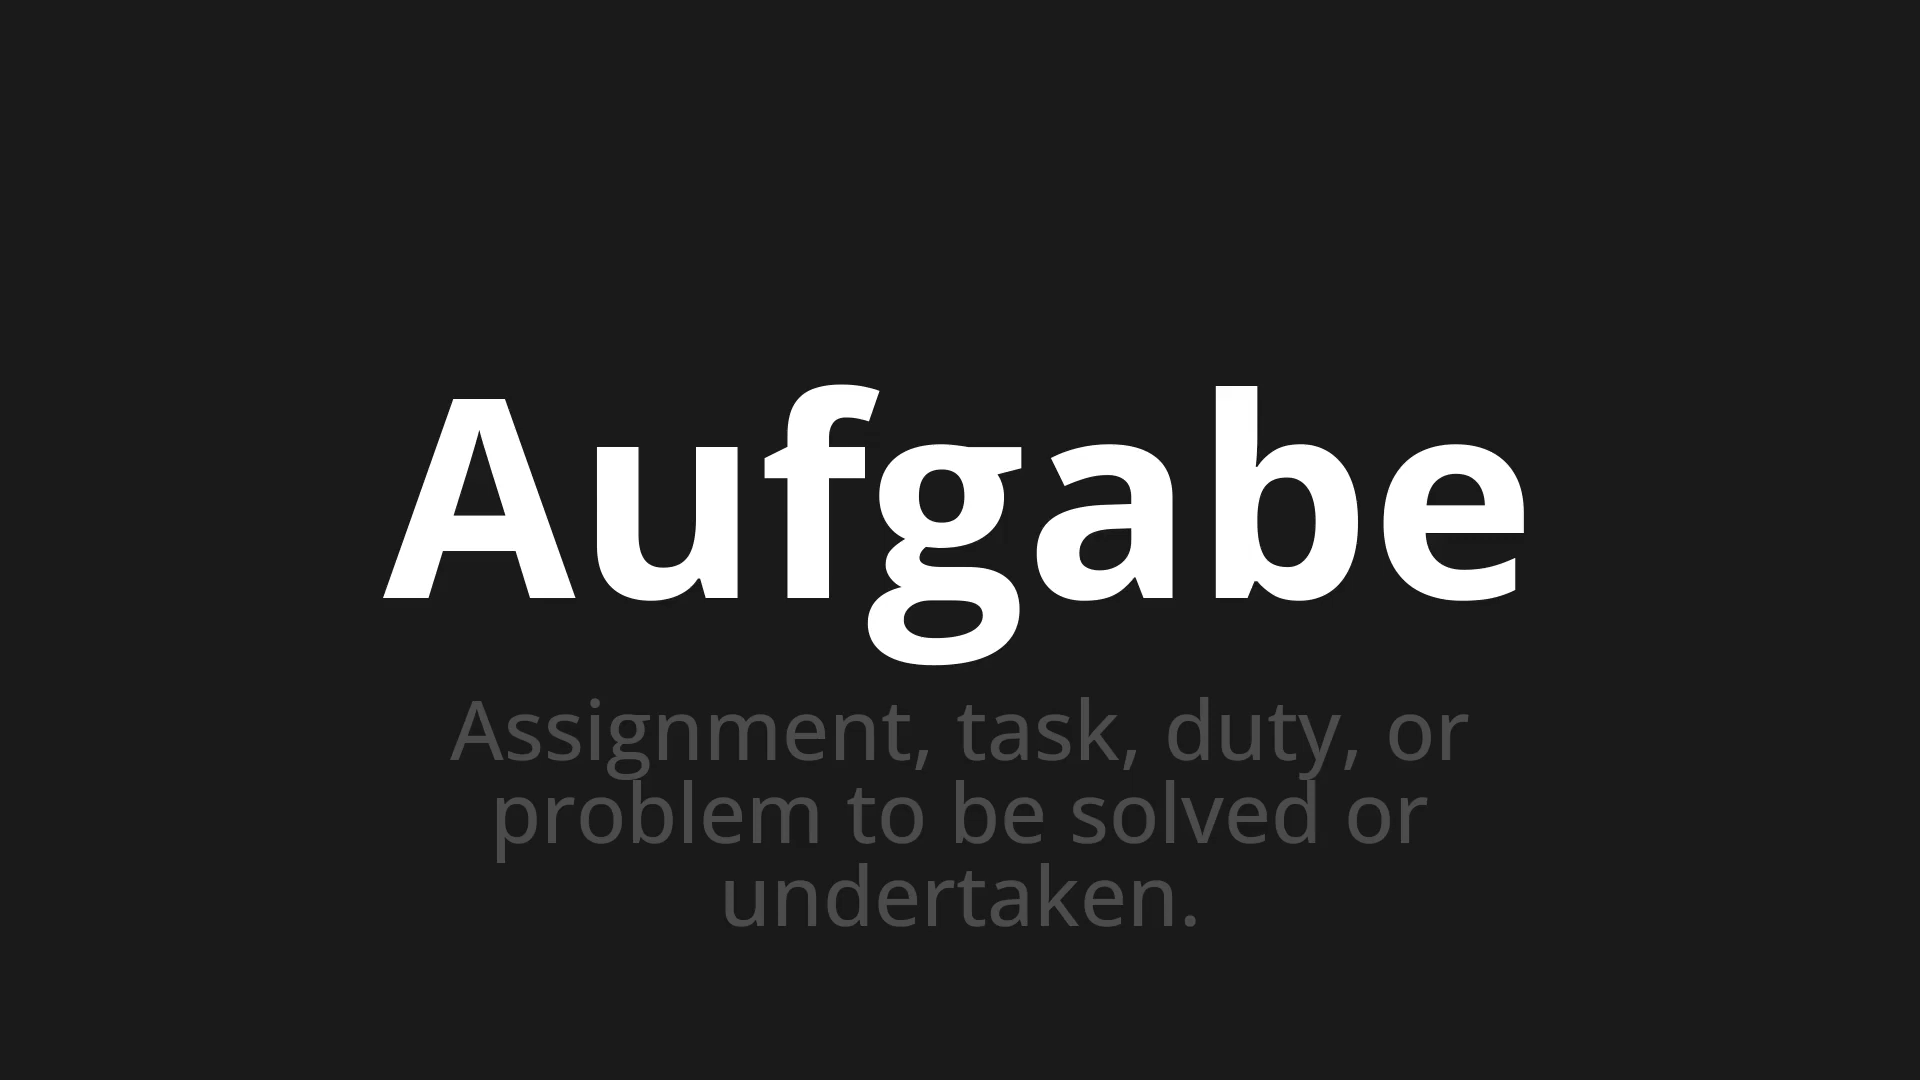 Aufgabe
Assignment, task, duty, or
problem to be solved or
undertaken.